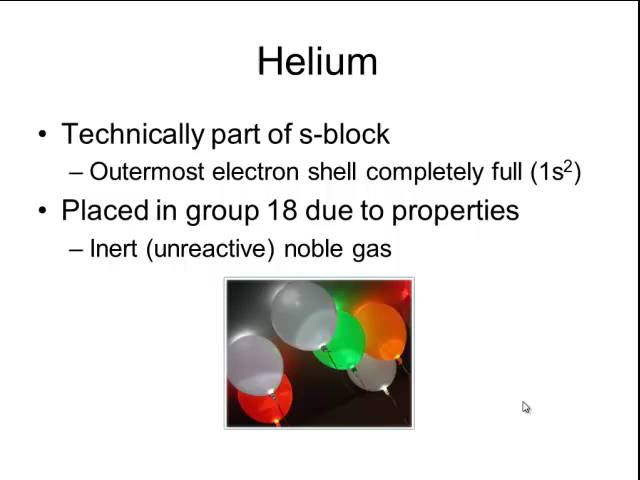 Helium
• Technically part of s-block
– Outermost electron shell completely full (1s²)
• Placed in group 18 due to properties
– Inert (unreactive) noble gas